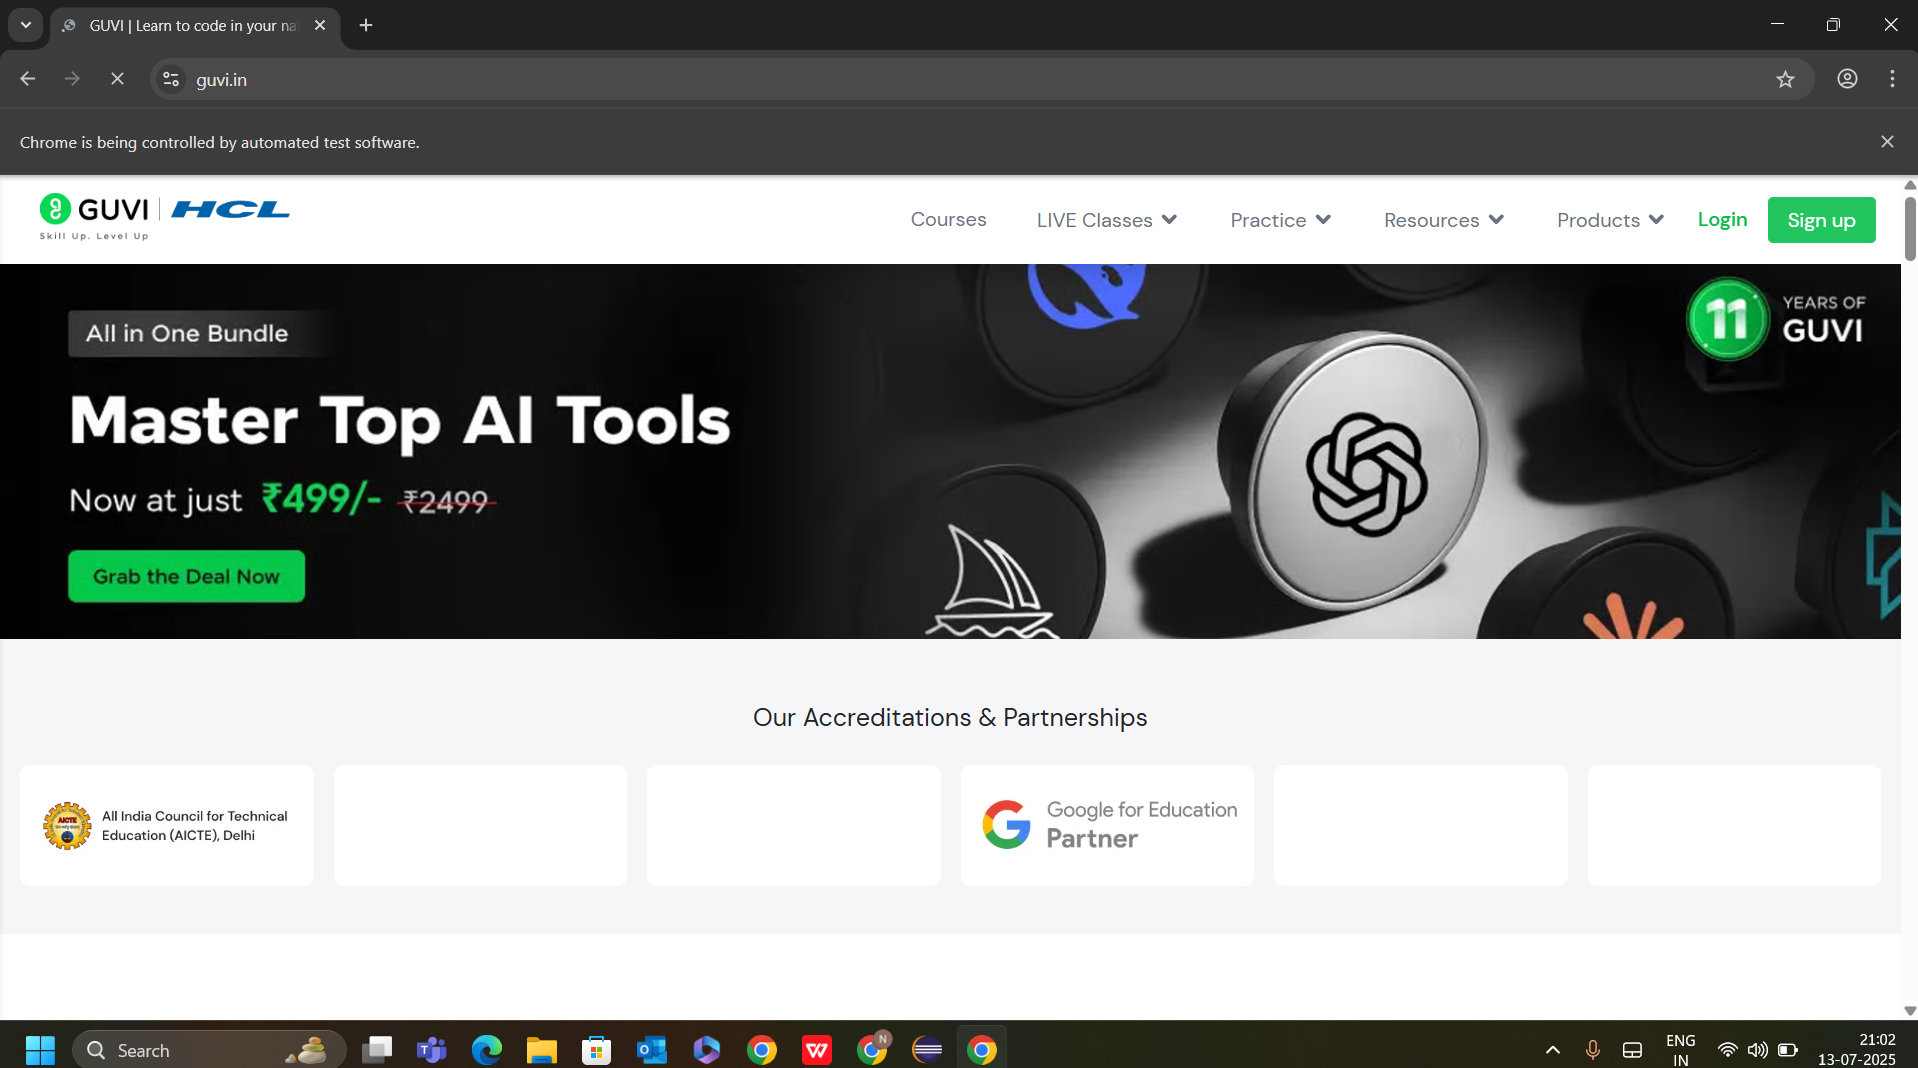 GUVI | Learn to code in your na
guvi.in
Chrome is being controlled by automated test software.
GUVI | HCL
Skill Up. Level Up
Courses
LIVE Classes
Practice
Resources
Products
Login
Sign up
All in One Bundle
11 YEARS OF
GUVI
Master Top AI Tools
Now at just ₹499/- ₹2499
Grab the Deal Now
Our Accreditations & Partnerships
AICTE
All India Council for Technical
Education (AICTE), Delhi
Google for Education
Partner
Search
N
ENG
IN
21:02
13-07-2025